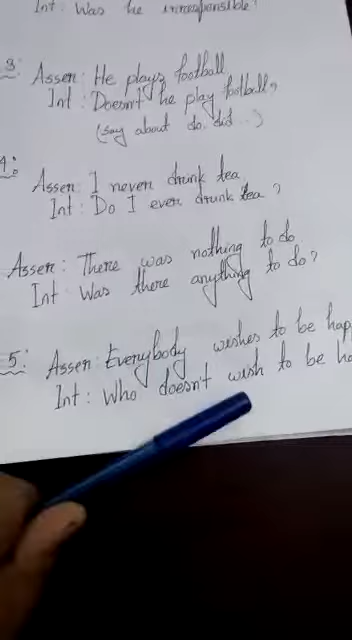 Int: Was he irresponsible?
3: Assen: He plays football
Int: Doesn't he play football?
(say about do. did...)
4: Assen: I never drunk tea
Int: Do I ever drunk tea?
Assen: There was nothing to do
Int: Was there anything to do?
5: Assen: Everybody wishes to be
Int: Who doesn't wish to be